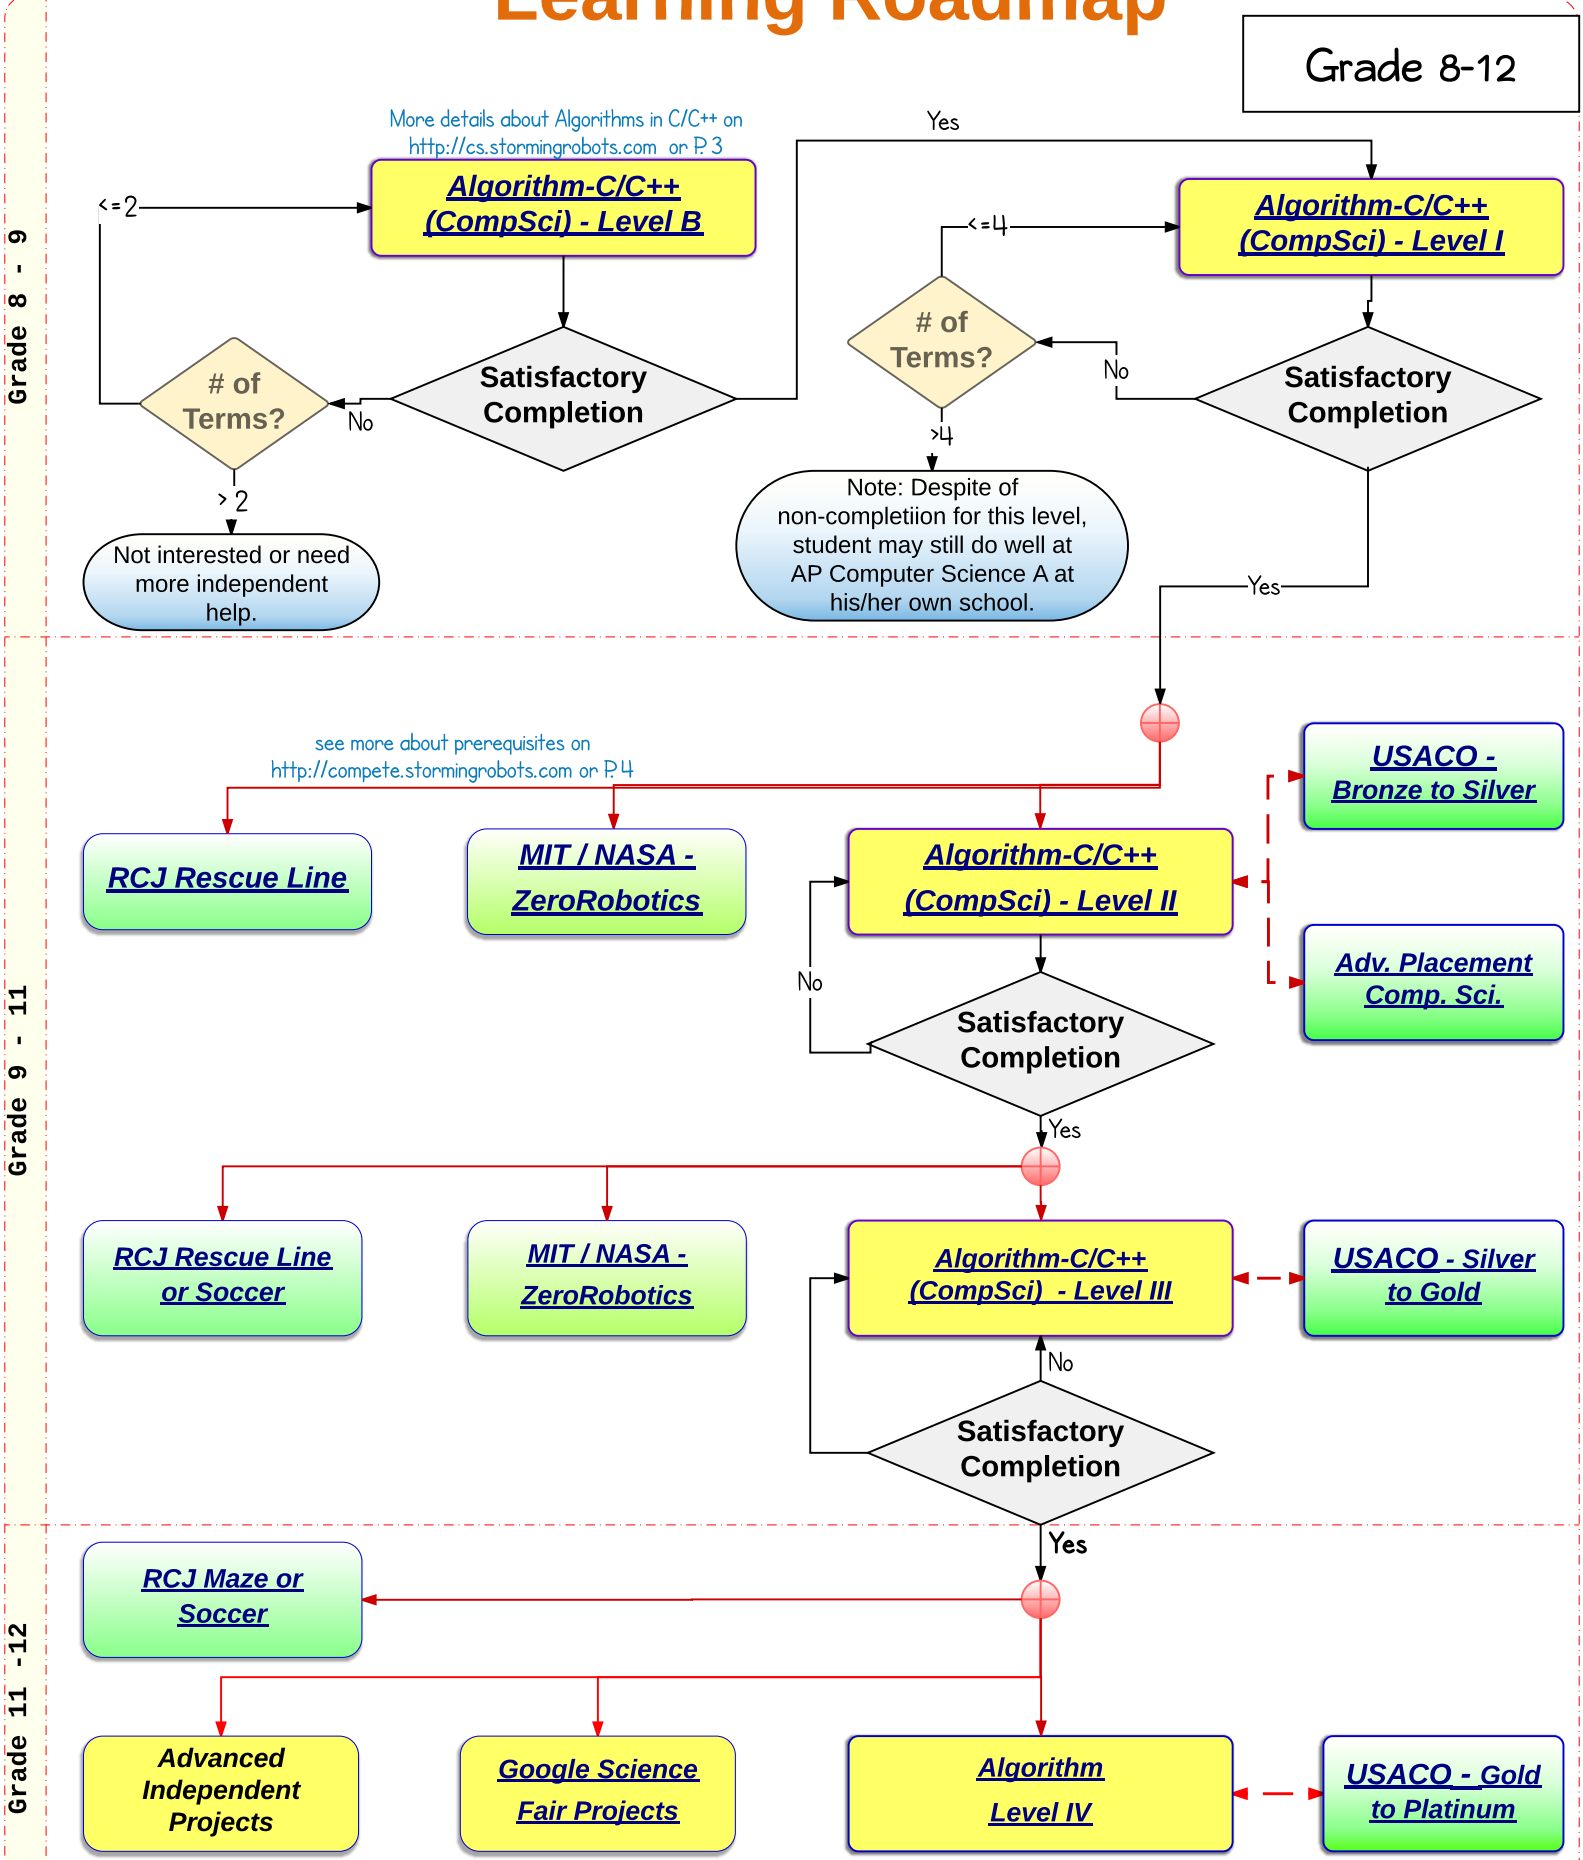 Learning Roadmap
Grade 8-12
More details about Algorithms in C/C++ on
http://cs.stormingrobots.com or P. 3
Yes
Algorithm-C/C++
(CompSci) - Level B
Algorithm-C/C++
(CompSci) - Level I
<=2
<=4
Grade 8 - 9
# of
Terms?
No
Satisfactory
Completion
# of
Terms?
No
Satisfactory
Completion
> 2
>4
Not interested or need
more independent
help.
Note: Despite of
non-completiion for this level,
student may still do well at
AP Computer Science A at
his/her own school.
Yes
see more about prerequisites on
http://compete.stormingrobots.com or P. 4
USACO -
Bronze to Silver
RCJ Rescue Line
MIT / NASA -
ZeroRobotics
Algorithm-C/C++
(CompSci) - Level II
Adv. Placement
Comp. Sci.
No
Grade 9 - 11
Satisfactory
Completion
Yes
RCJ Rescue Line
or Soccer
MIT / NASA -
ZeroRobotics
Algorithm-C/C++
(CompSci)  - Level III
USACO - Silver
to Gold
No
Satisfactory
Completion
Yes
RCJ Maze or
Soccer
Grade 11 -12
Advanced
Independent
Projects
Google Science
Fair Projects
Algorithm
Level IV
USACO - Gold
to Platinum